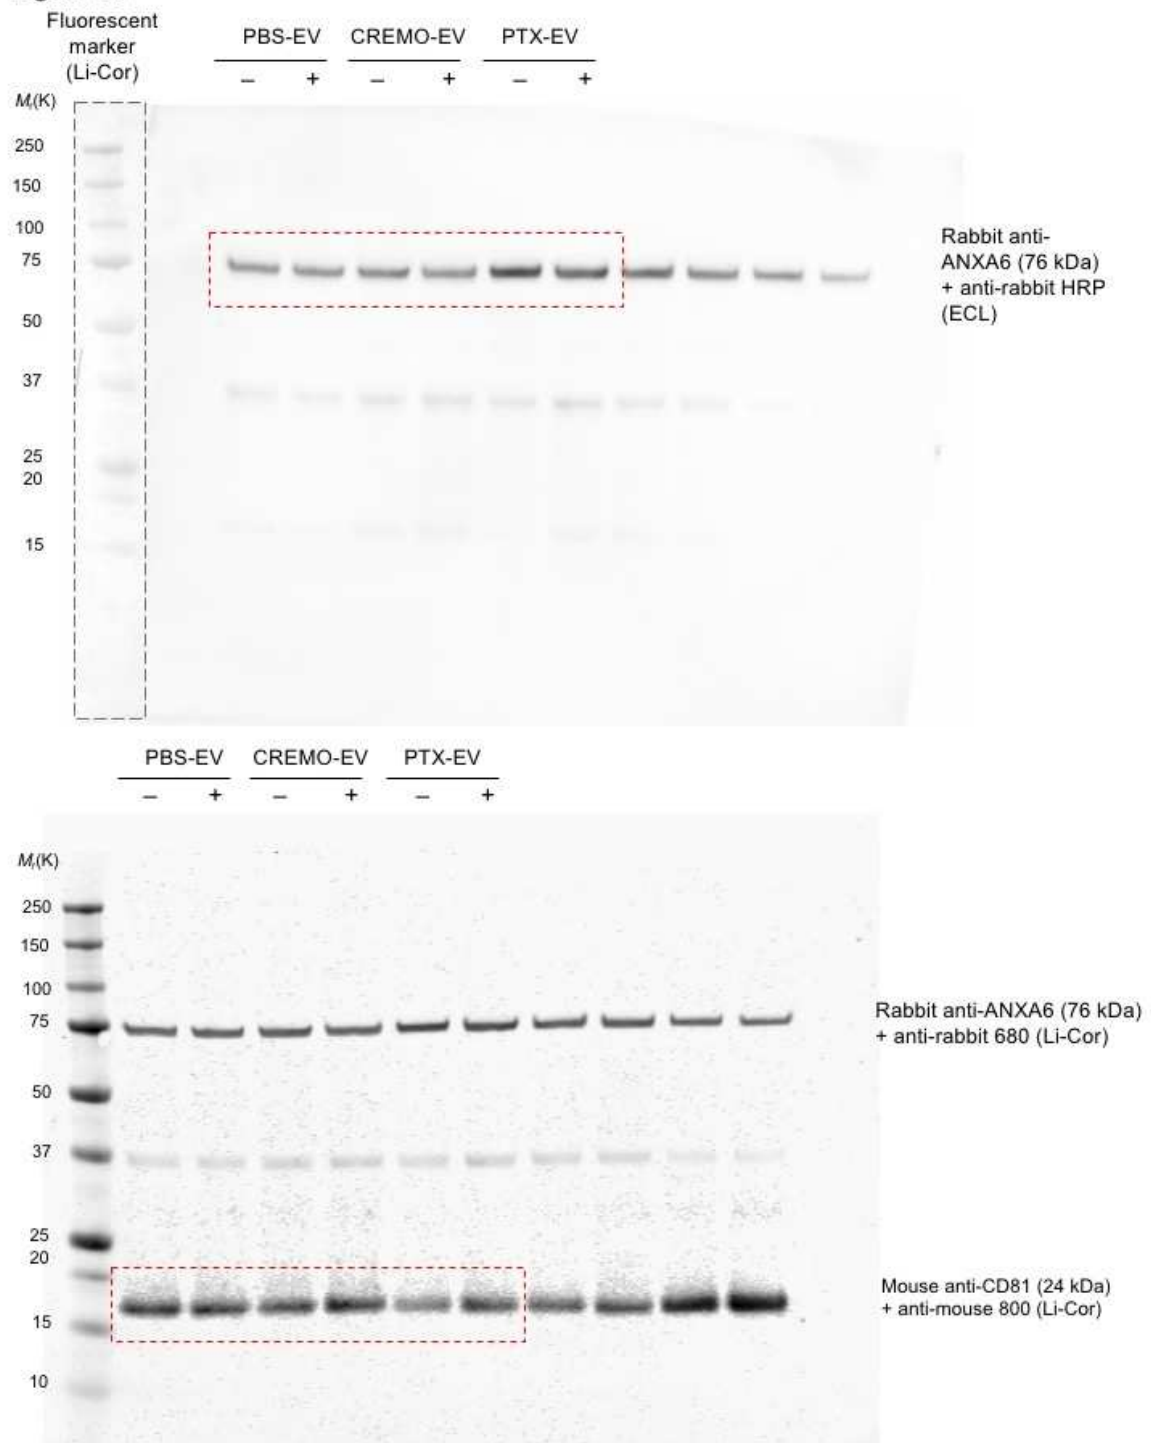 Fluorescent
marker
(Li-Cor)
PBS-EV CREMO-EV PTX-EV
– + – + – +
Mr(K)
250
150
100
75
50
37
25
20
15
Rabbit anti-
ANXA6 (76 kDa)
+ anti-rabbit HRP
(ECL)
PBS-EV CREMO-EV PTX-EV
– + – + – +
Mr(K)
250
150
100
75
50
37
25
20
15
10
Rabbit anti-ANXA6 (76 kDa)
+ anti-rabbit 680 (Li-Cor)
Mouse anti-CD81 (24 kDa)
+ anti-mouse 800 (Li-Cor)